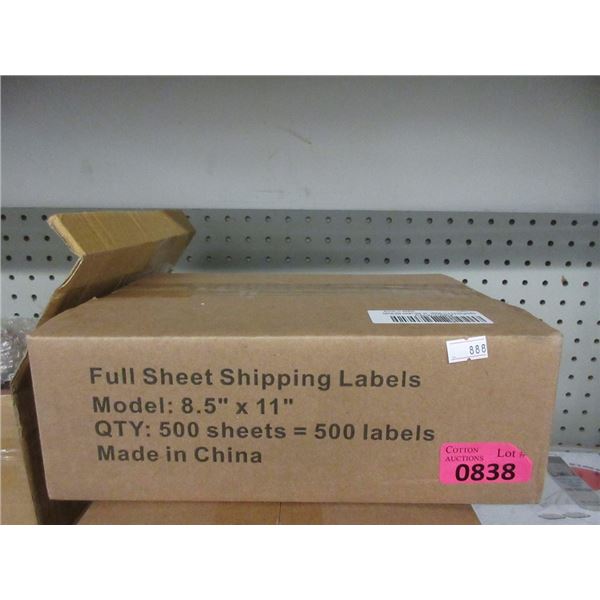 888
Full Sheet Shipping Labels
Model: 8.5" x 11"
QTY: 500 sheets = 500 labels
Made in China
COTTON AUCTIONS Lot #
0838